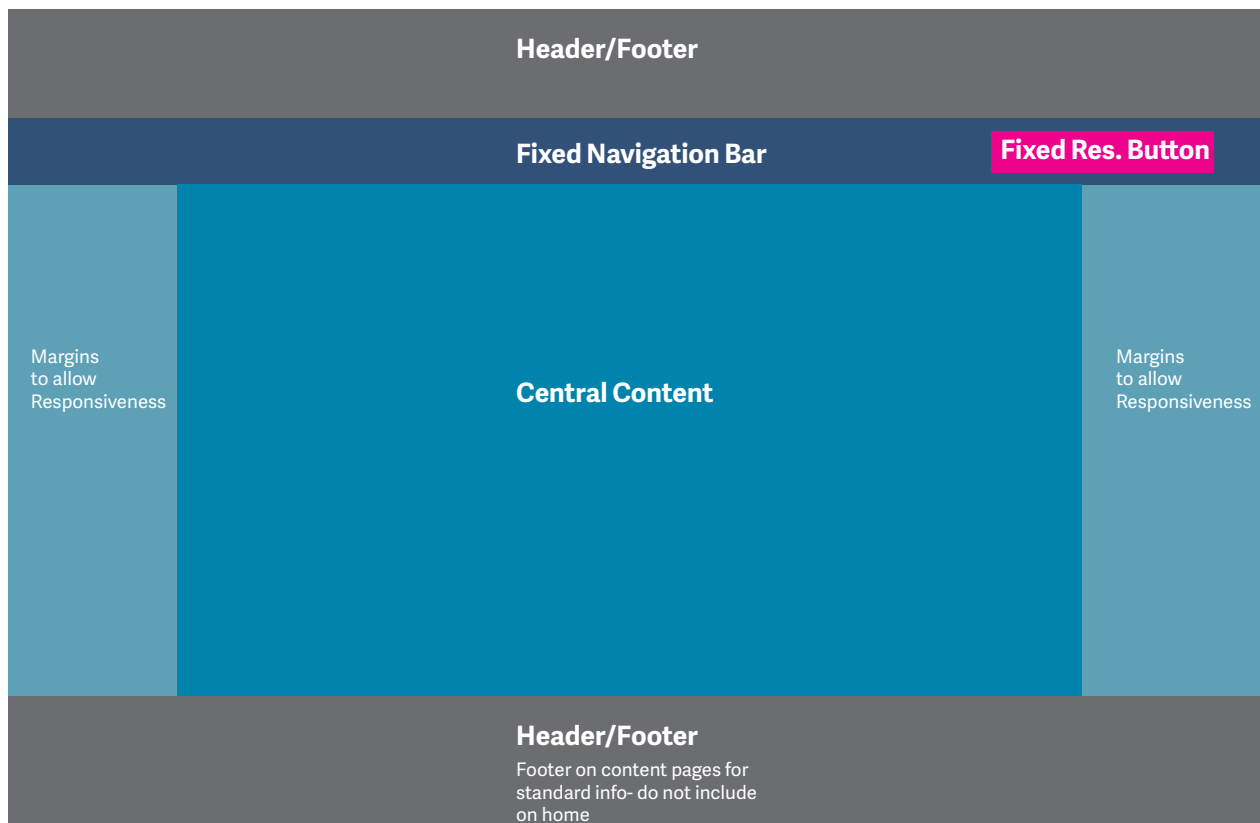 Header/Footer
Fixed Navigation Bar
Fixed Res. Button
Margins
to allow
Responsiveness
Central Content
Margins
to allow
Responsiveness
Header/Footer
Footer on content pages for
standard info- do not include
on home